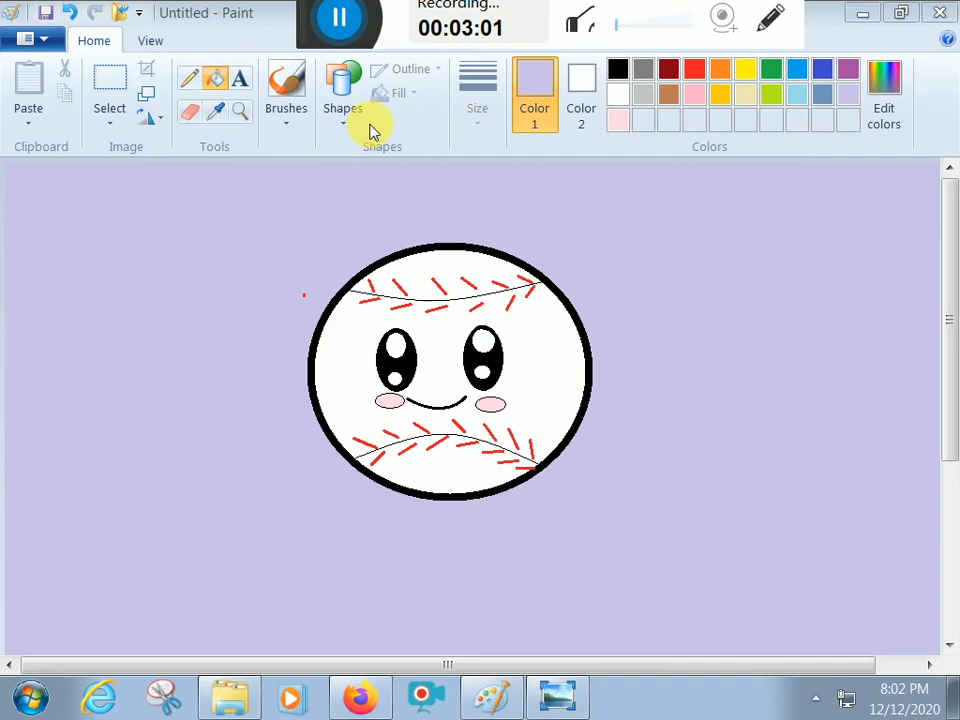 Recording...
Untitled - Paint
00:03:01
Home
View
Paste
Select
Shapes
Brushes
Outline
Fill
Size
Color
1
Color
2
Edit
colors
Clipboard
Image
Tools
Shapes
Colors
A
8:02 PM
12/12/2020